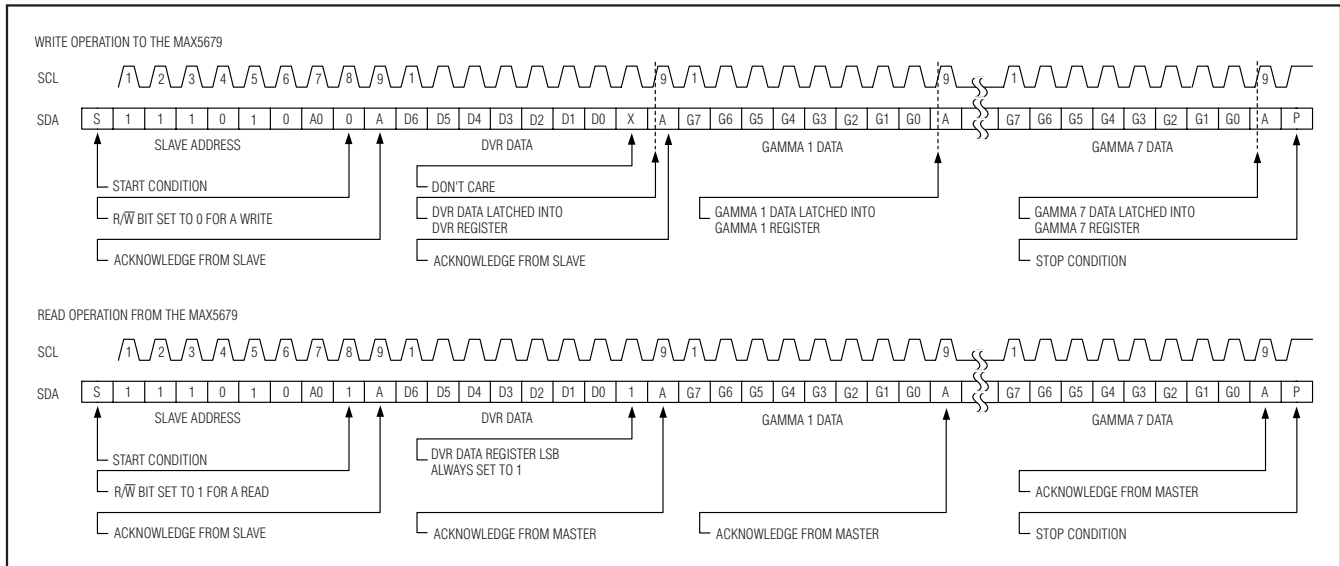 WRITE OPERATION TO THE MAX5679
SCL 1 2 3 4 5 6 7 8 9 1 9 1 9 1 9
SDA S 1 1 1 0 1 0 A0 0 A D6 D5 D4 D3 D2 D1 D0 X A G7 G6 G5 G4 G3 G2 G1 G0 A G7 G6 G5 G4 G3 G2 G1 G0 A P
SLAVE ADDRESS DVR DATA GAMMA 1 DATA GAMMA 7 DATA
START CONDITION
R/W̅ BIT SET TO 0 FOR A WRITE
ACKNOWLEDGE FROM SLAVE
DON'T CARE
DVR DATA LATCHED INTO
DVR REGISTER
ACKNOWLEDGE FROM SLAVE
GAMMA 1 DATA LATCHED INTO
GAMMA 1 REGISTER
GAMMA 7 DATA LATCHED INTO
GAMMA 7 REGISTER
STOP CONDITION
READ OPERATION FROM THE MAX5679
SCL 1 2 3 4 5 6 7 8 9 1 9 1 9 1 9
SDA S 1 1 1 0 1 0 A0 1 A D6 D5 D4 D3 D2 D1 D0 1 A G7 G6 G5 G4 G3 G2 G1 G0 A G7 G6 G5 G4 G3 G2 G1 G0 A P
SLAVE ADDRESS DVR DATA GAMMA 1 DATA GAMMA 7 DATA
START CONDITION
R/W̅ BIT SET TO 1 FOR A READ
ACKNOWLEDGE FROM SLAVE
DVR DATA REGISTER LSB
ALWAYS SET TO 1
ACKNOWLEDGE FROM MASTER
ACKNOWLEDGE FROM MASTER
ACKNOWLEDGE FROM MASTER
STOP CONDITION